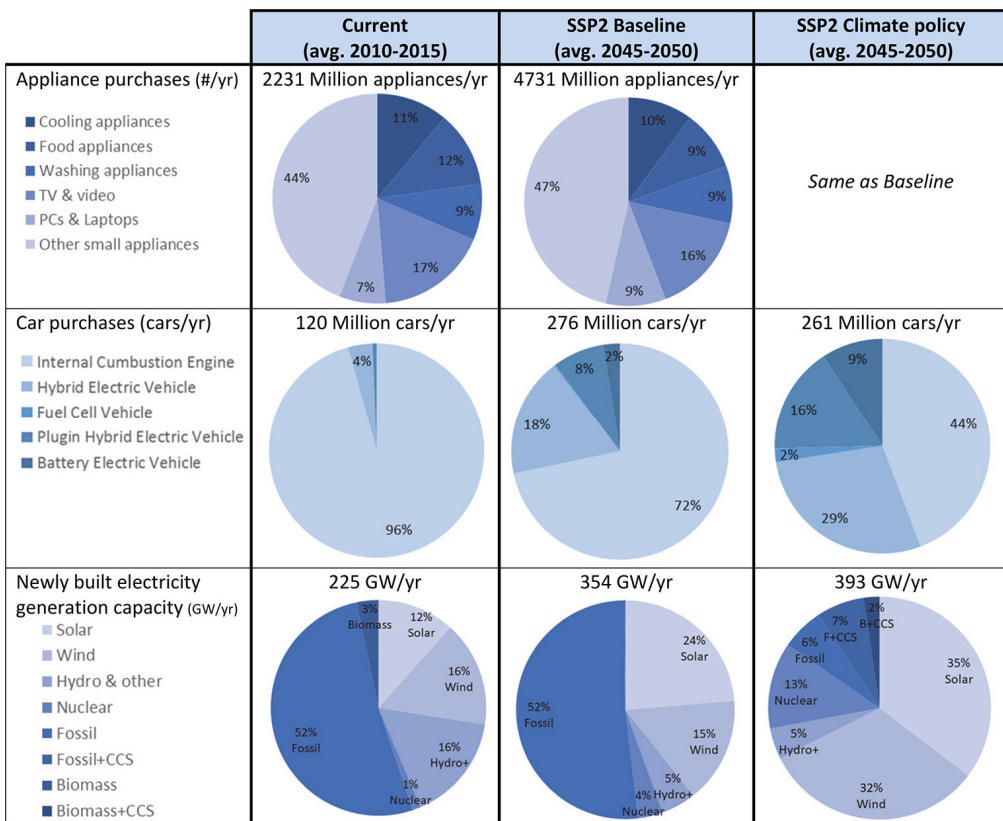 Current
(avg. 2010-2015)
SSP2 Baseline
(avg. 2045-2050)
SSP2 Climate policy
(avg. 2045-2050)
Appliance purchases (#/yr)
Cooling appliances
Food appliances
Washing appliances
TV & video
PCs & Laptops
Other small appliances
2231 Million appliances/yr
11%
12%
9%
17%
7%
44%
4731 Million appliances/yr
10%
9%
9%
16%
9%
47%
Same as Baseline
Car purchases (cars/yr)
Internal Cumbustion Engine
Hybrid Electric Vehicle
Fuel Cell Vehicle
Plugin Hybrid Electric Vehicle
Battery Electric Vehicle
120 Million cars/yr
4%
96%
276 Million cars/yr
2%
8%
18%
72%
261 Million cars/yr
9%
16%
2%
29%
44%
Newly built electricity
generation capacity (GW/yr)
Solar
Wind
Hydro & other
Nuclear
Fossil
Fossil+CCS
Biomass
Biomass+CCS
225 GW/yr
3%
Biomass
12%
Solar
16%
Wind
16%
Hydro+
1%
Nuclear
52%
Fossil
354 GW/yr
24%
Solar
15%
Wind
5%
Hydro+
4%
Nuclear
52%
Fossil
393 GW/yr
2%
B+CCS
7%
F+CCS
6%
Fossil
13%
Nuclear
5%
Hydro+
32%
Wind
35%
Solar